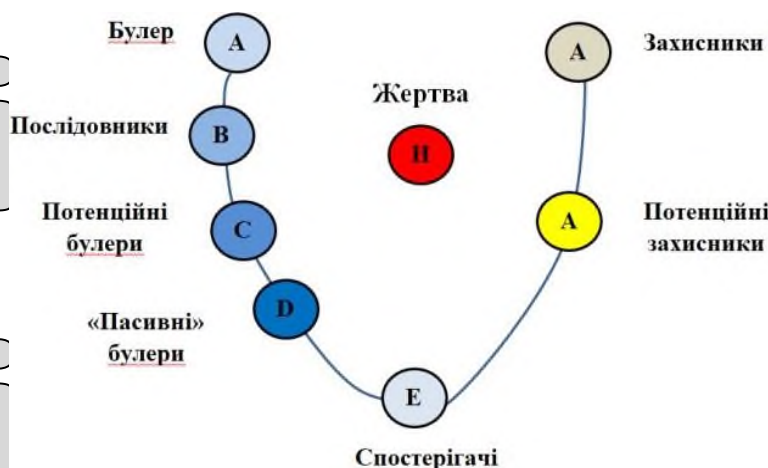 Булер
A
A
Захисники
Жертва
Послідовники
B
H
Потенційні
булери
C
A
Потенційні
захисники
«Пасивні»
булери
D
E
Спостерігачі